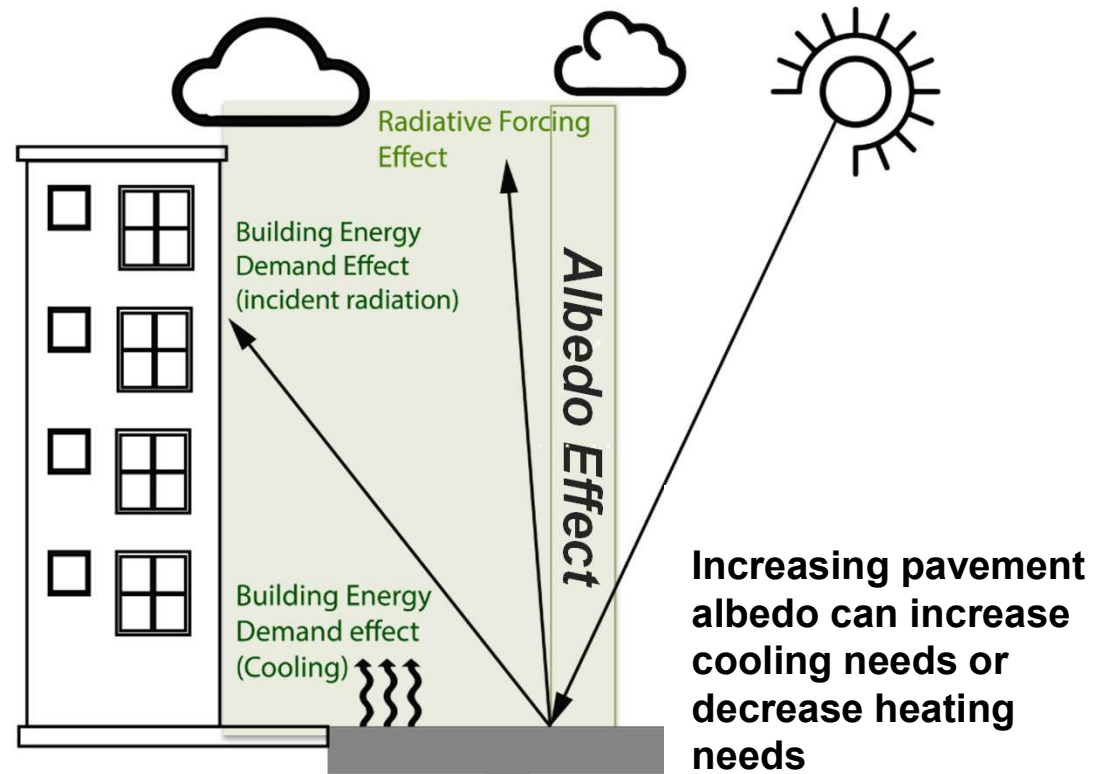 Radiative Forcing
Effect
Building Energy
Demand Effect
(incident radiation)
Albedo Effect
Building Energy
Demand effect
(Cooling)
Increasing pavement
albedo can increase
cooling needs or
decrease heating
needs